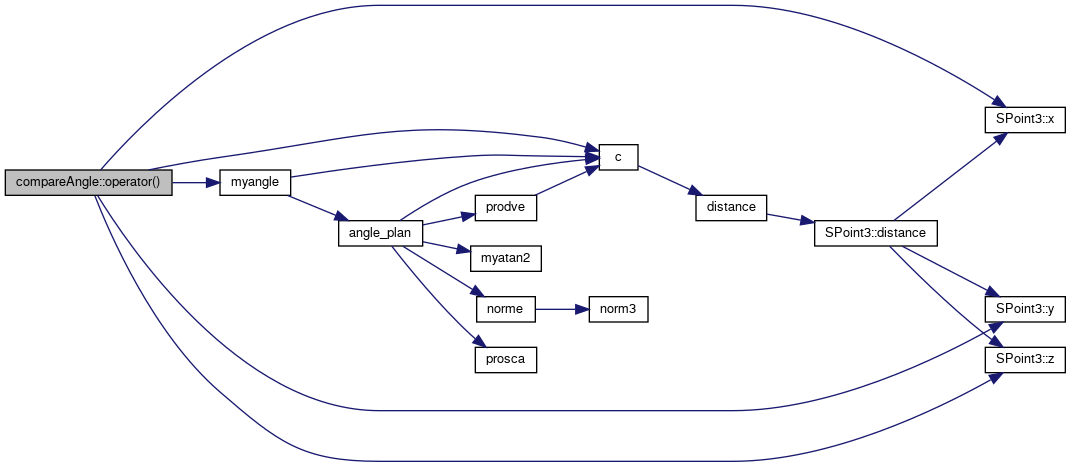 compareAngle::operator()
myangle
angle_plan
prodve
myatan2
norme
prosca
c
norm3
distance
SPoint3::distance
SPoint3::x
SPoint3::y
SPoint3::z